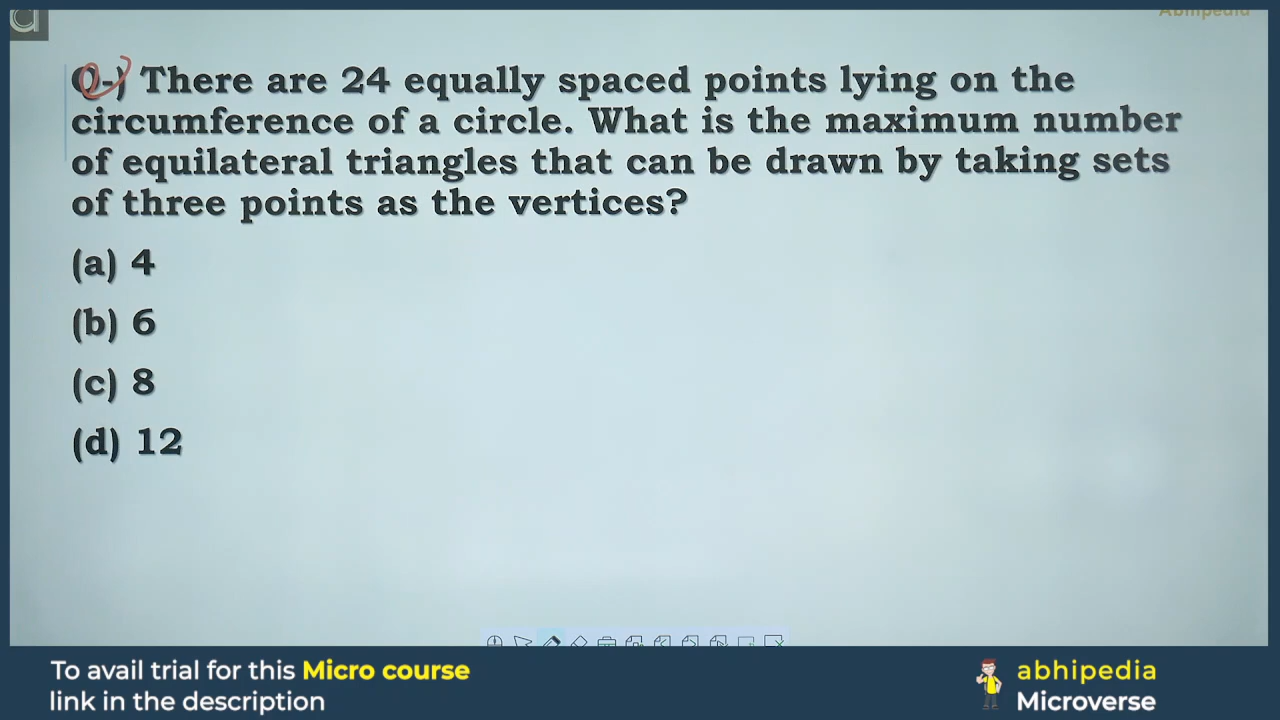 a
Abhipedia
Q-) There are 24 equally spaced points lying on the
circumference of a circle. What is the maximum number
of equilateral triangles that can be drawn by taking sets
of three points as the vertices?
(a) 4
(b) 6
(c) 8
(d) 12
To avail trial for this Micro course
link in the description
abhipedia
Microverse